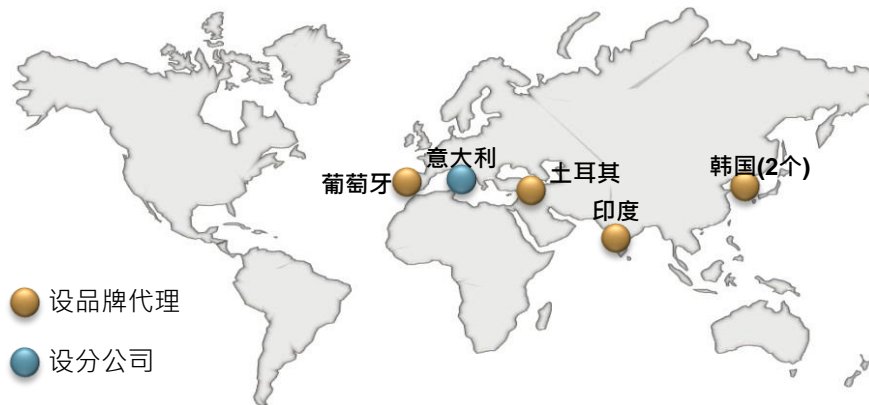 意大利
葡萄牙
土耳其
韩国(2个)
印度
设品牌代理
设分公司